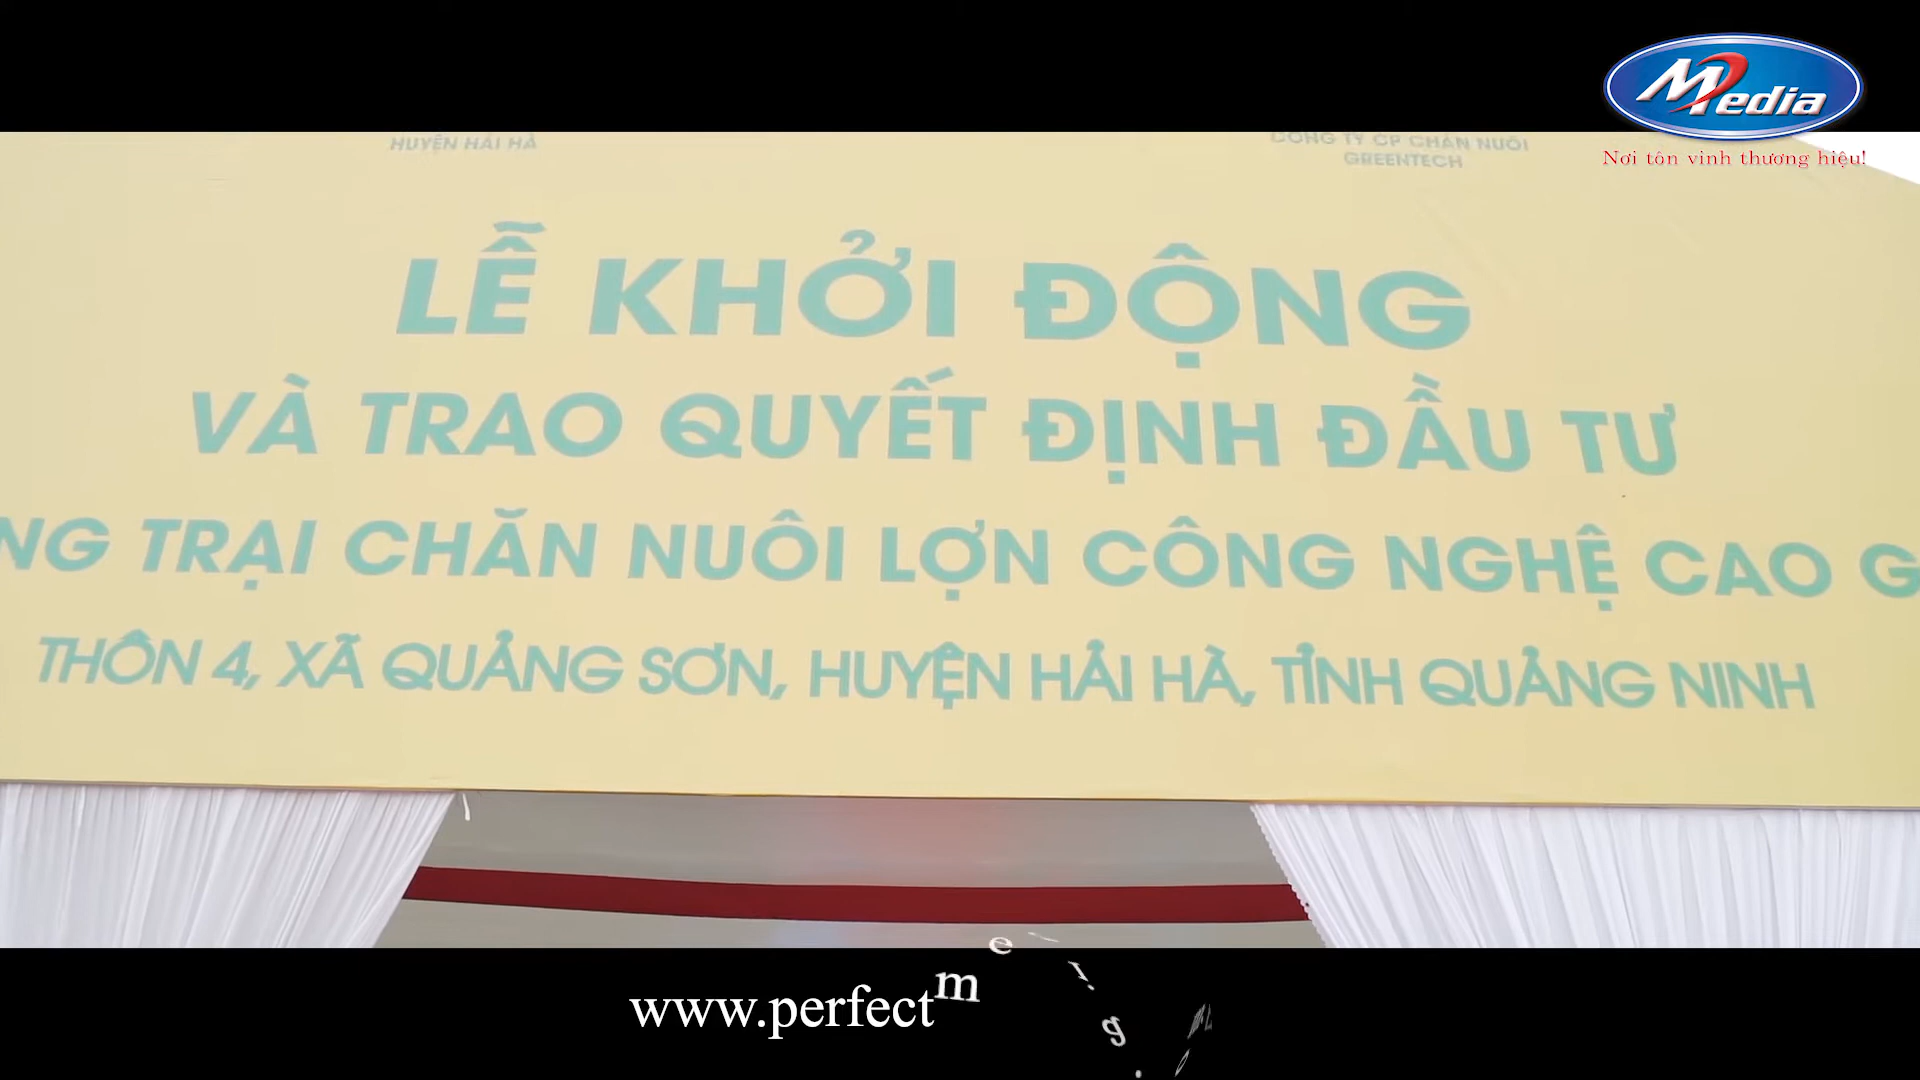 Media
Nơi tôn vinh thương hiệu!
HUYỆN HẢI HÀ
CÔNG TY CP CHĂN NUÔI
GREENTECH
LỄ KHỞI ĐỘNG
VÀ TRAO QUYẾT ĐỊNH ĐẦU TƯ
NG TRẠI CHĂN NUÔI LỢN CÔNG NGHỆ CAO G
THÔN 4, XÃ QUẢNG SƠN, HUYỆN HẢI HÀ, TỈNH QUẢNG NINH
www.perfectm